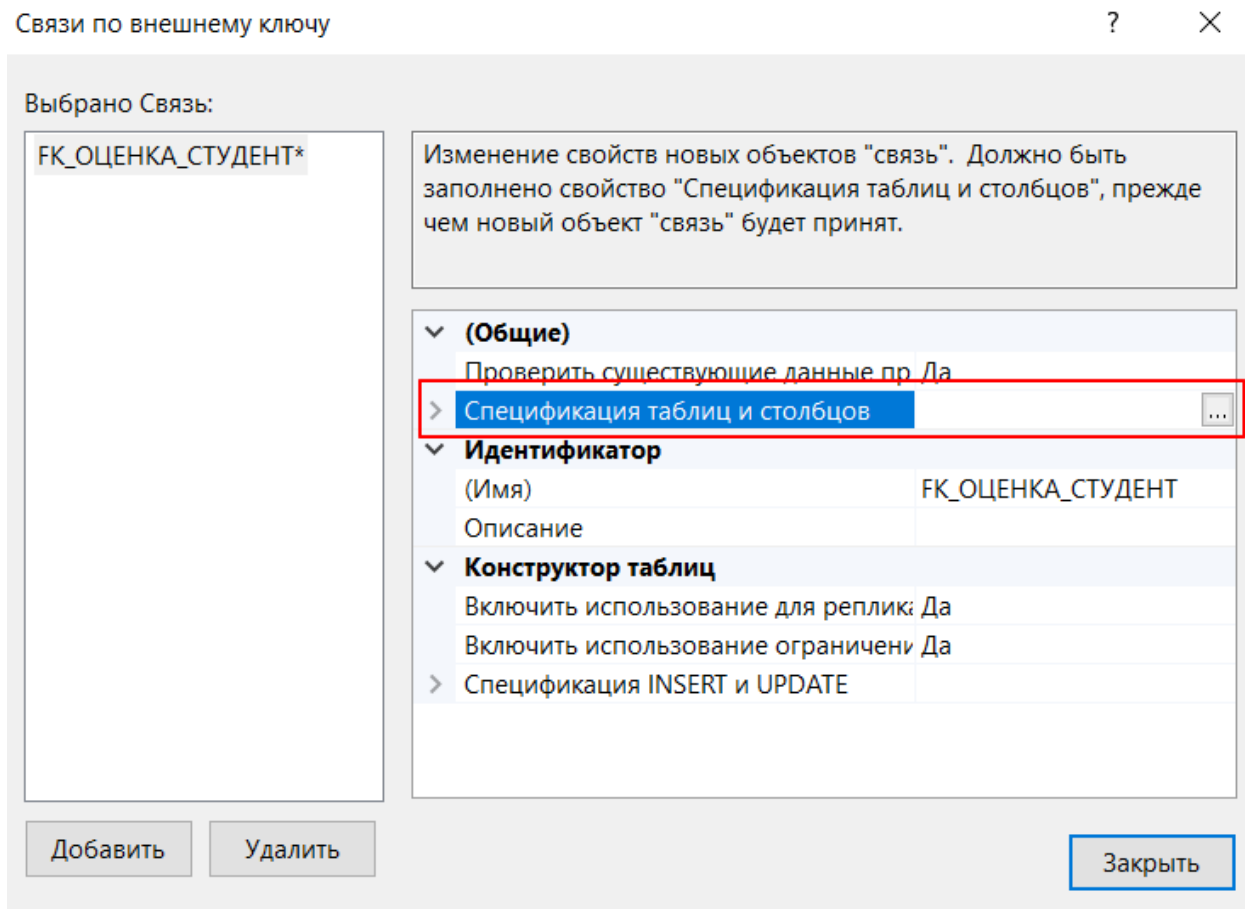 Связи по внешнему ключу
?
Выбрано Связь:
FK_ОЦЕНКА_СТУДЕНТ*
Изменение свойств новых объектов "связь". Должно быть
заполнено свойство "Спецификация таблиц и столбцов", прежде
чем новый объект "связь" будет принят.
(Общие)
Проверить существующие данные пр Да
Спецификация таблиц и столбцов ...
Идентификатор
(Имя) FK_ОЦЕНКА_СТУДЕНТ
Описание
Конструктор таблиц
Включить использование для реплика Да
Включить использование ограничени Да
Спецификация INSERT и UPDATE
Добавить Удалить
Закрыть